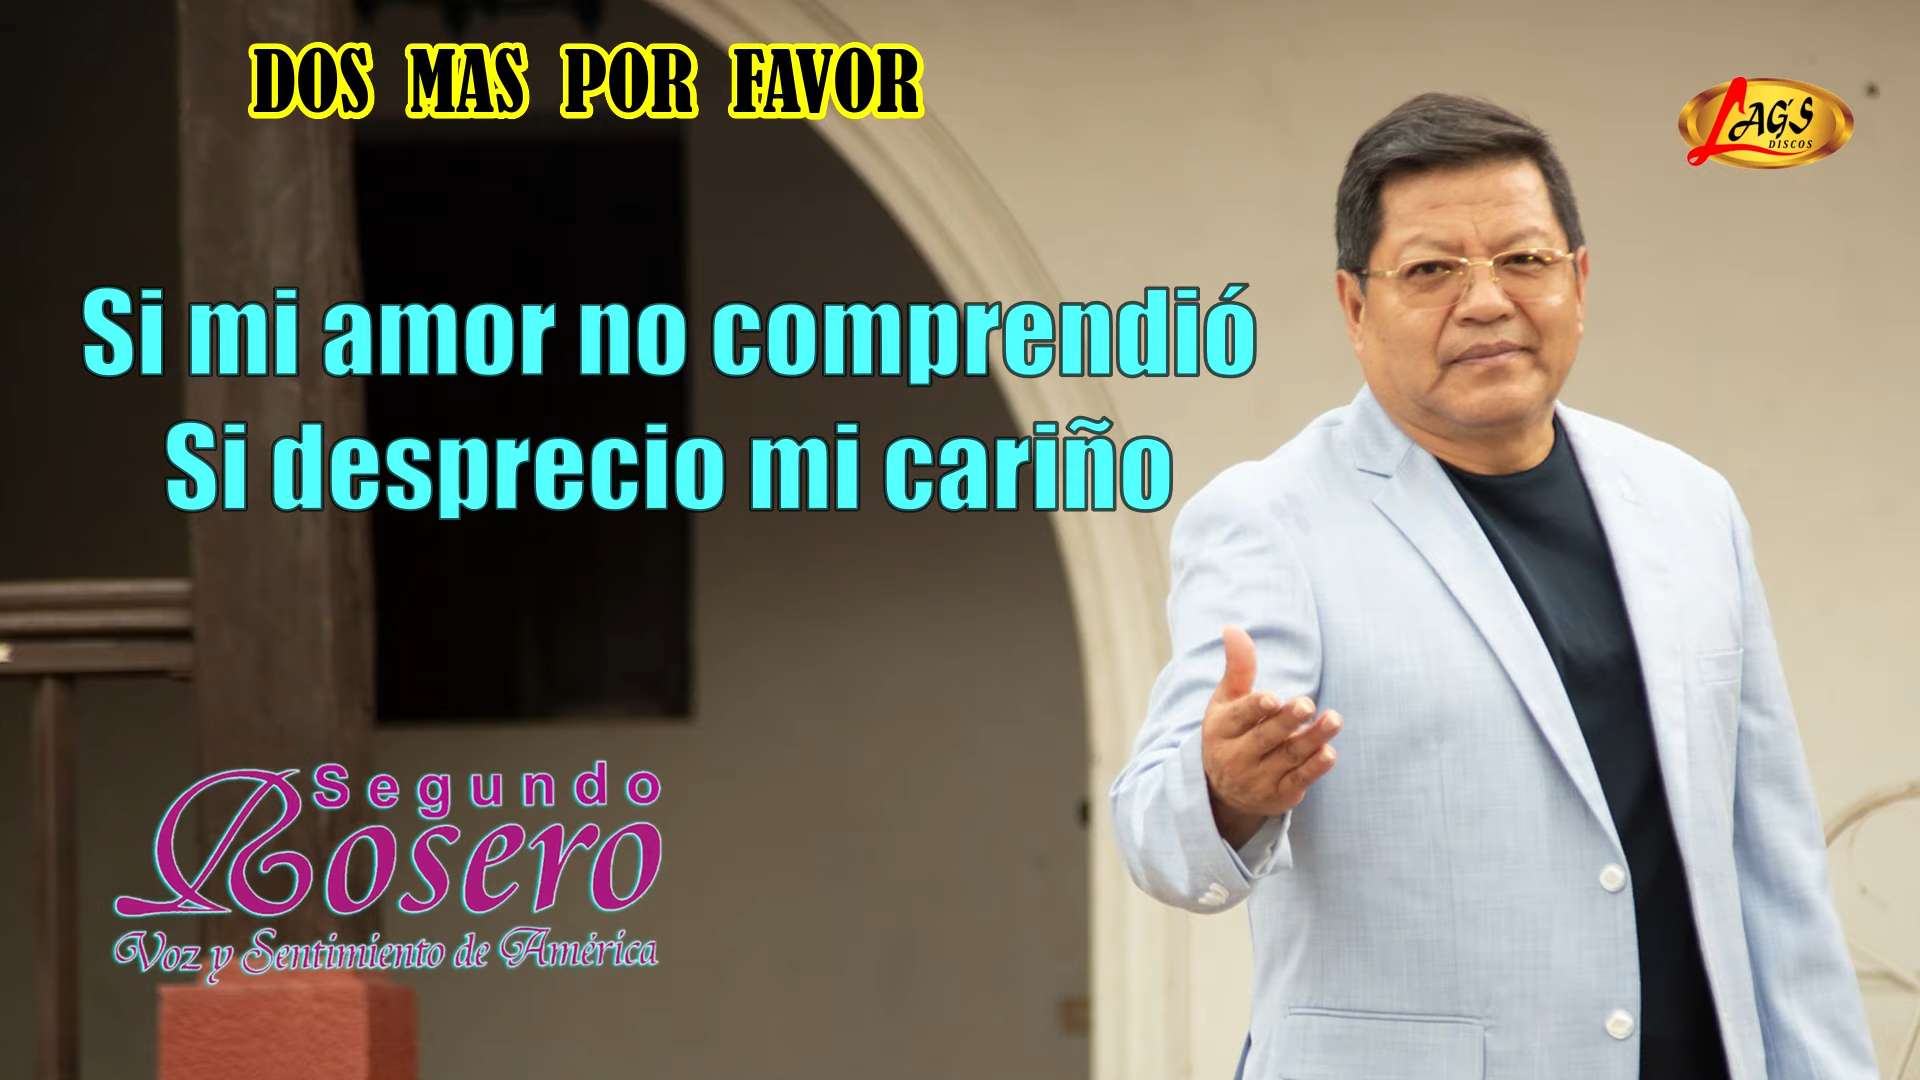 DOS MAS POR FAVOR
LAG'S
DISCOS
Si mi amor no comprendió
Si desprecio mi cariño
Segundo
Rosero
Voz y Sentimiento de América